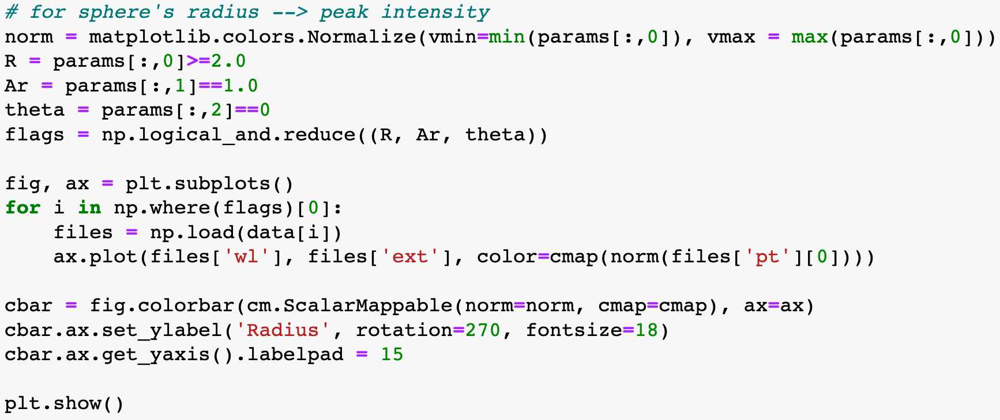 # for sphere's radius --> peak intensity
norm = matplotlib.colors.Normalize(vmin=min(params[:,0]), vmax = max(params[:,0]))
R = params[:,0]>=2.0
Ar = params[:,1]==1.0
theta = params[:,2]==0
flags = np.logical_and.reduce((R, Ar, theta))

fig, ax = plt.subplots()
for i in np.where(flags)[0]:
    files = np.load(data[i])
    ax.plot(files['wl'], files['ext'], color=cmap(norm(files['pt'][0])))

cbar = fig.colorbar(cm.ScalarMappable(norm=norm, cmap=cmap), ax=ax)
cbar.ax.set_ylabel('Radius', rotation=270, fontsize=18)
cbar.ax.get_yaxis().labelpad = 15

plt.show()